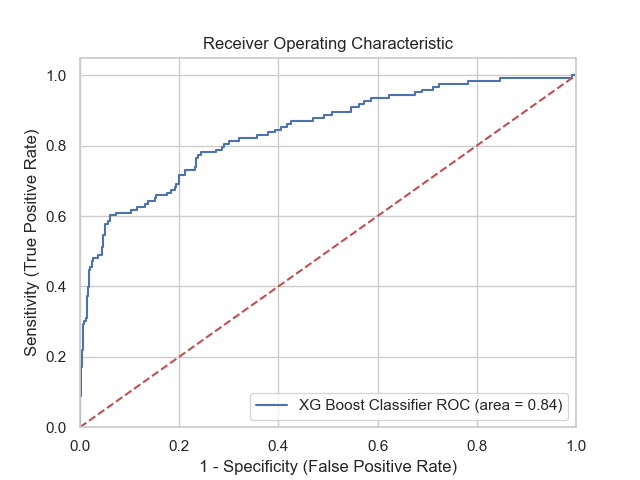 Receiver Operating Characteristic
Sensitivity (True Positive Rate)
1.0
0.8
0.6
0.4
0.2
0.0
XG Boost Classifier ROC (area = 0.84)
0.0 0.2 0.4 0.6 0.8 1.0
1 - Specificity (False Positive Rate)